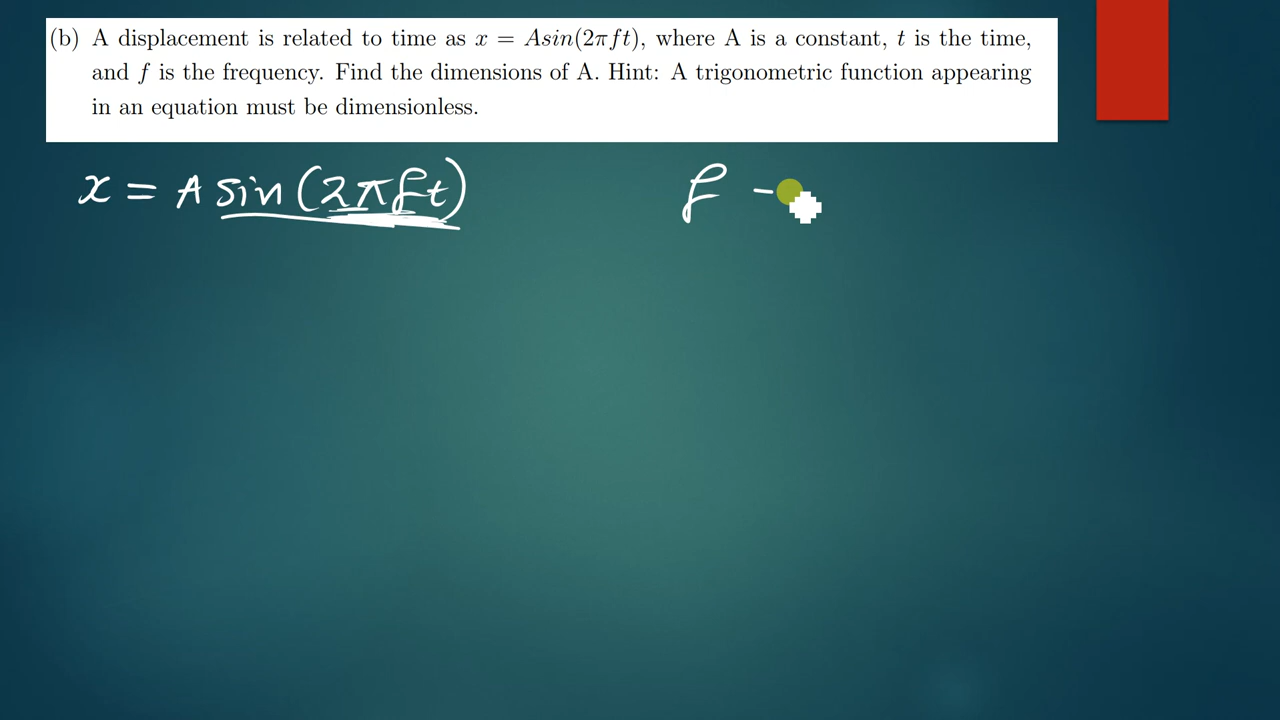 (b) A displacement is related to time as x = Asin(2πft), where A is a constant, t is the time,
and f is the frequency. Find the dimensions of A. Hint: A trigonometric function appearing
in an equation must be dimensionless.
x = A sin (2πft)
f -